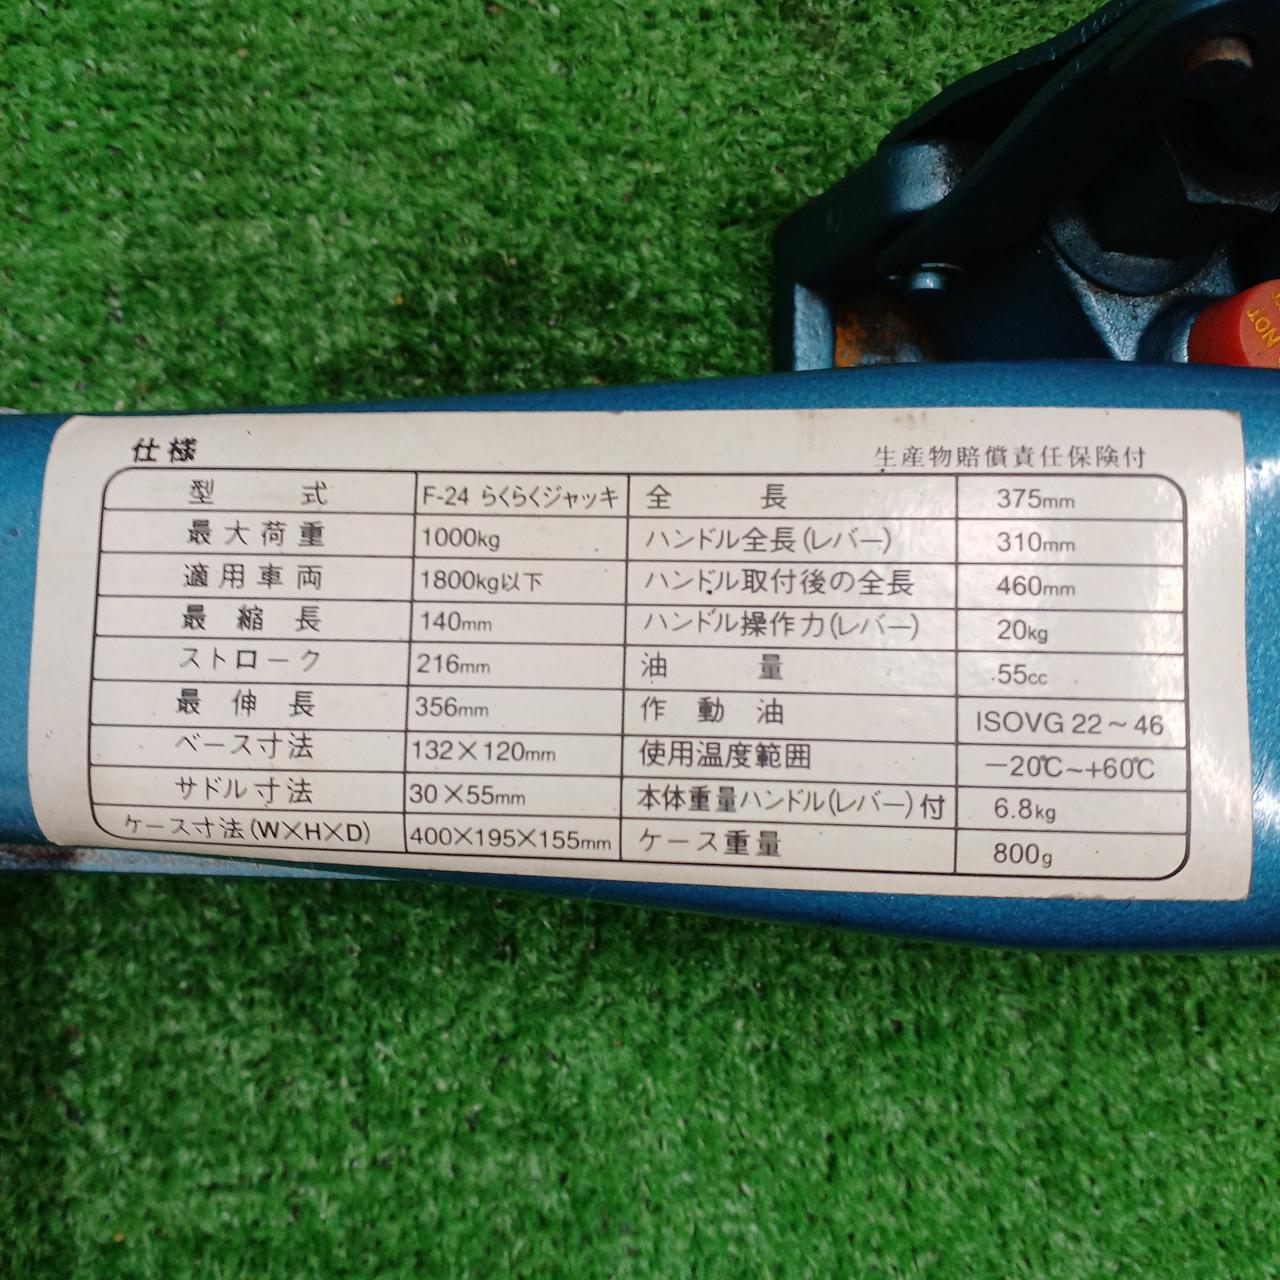 仕様
生産物賠償責任保険付
型式 F-24 らくらくジャッキ 全長 375mm
最大荷重 1000kg ハンドル全長(レバー) 310mm
適用車両 1800kg以下 ハンドル取付後の全長 460mm
最縮長 140mm ハンドル操作力(レバー) 20kg
ストローク 216mm 油量 55cc
最伸長 356mm 作動油 ISOVG 22~46
ベース寸法 132×120mm 使用温度範囲 -20℃~+60℃
サドル寸法 30×55mm 本体重量ハンドル(レバー)付 6.8kg
ケース寸法(W×H×D) 400×195×155mm ケース重量 800g
NOT